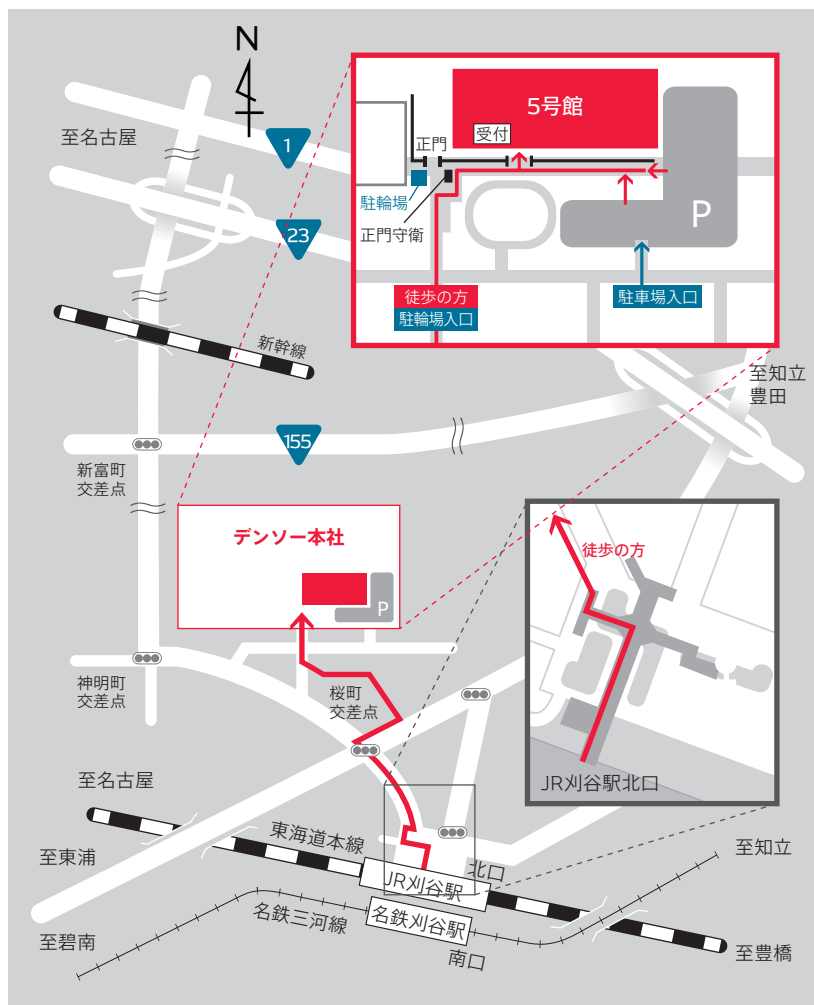 N
至名古屋
1
23
新幹線
5号館
受付
正門
駐輪場
正門守衛
P
徒歩の方
駐輪場入口
駐車場入口
至知立
豊田
155
新富町
交差点
デンソー本社
P
徒歩の方
JR刈谷駅北口
神明町
交差点
桜町
交差点
至名古屋
東海道本線
北口
JR刈谷駅
至東浦
至知立
名鉄三河線
名鉄刈谷駅
南口
至碧南
至豊橋